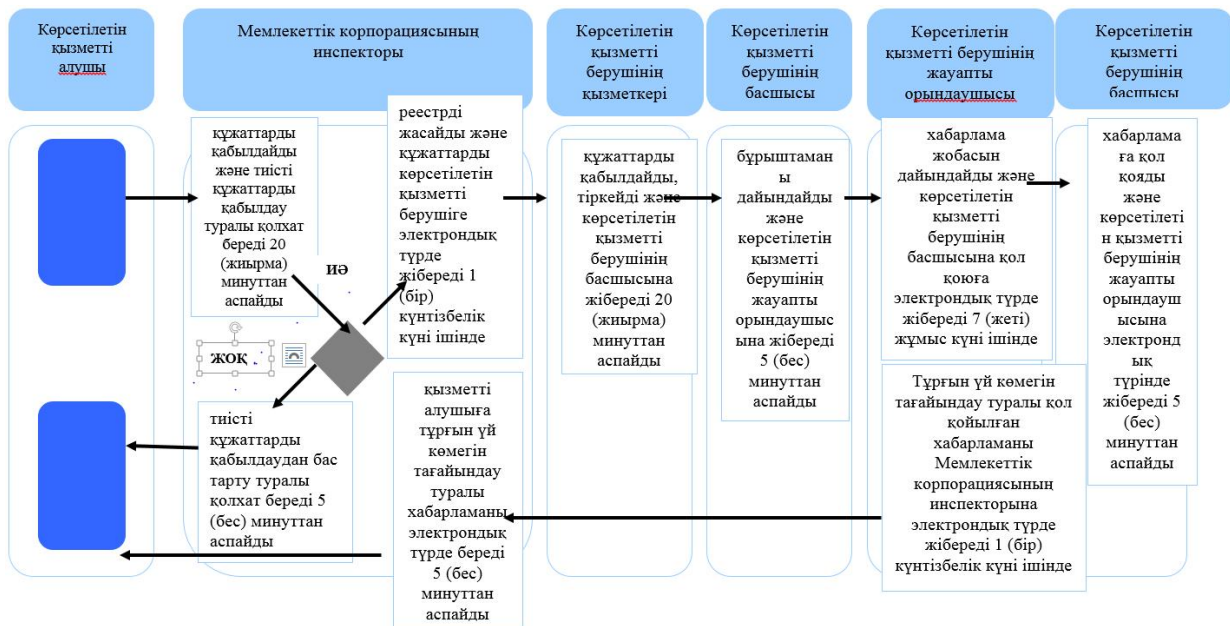 Көрсетілетін
қызметті
алушы
Мемлекеттік корпорациясының
инспекторы
Көрсетілетін
қызметті
берушінің
қызметкері
Көрсетілетін
қызметті
берушінің
басшысы
Көрсетілетін
қызметті берушінің
жауапты
орындаушысы
Көрсетілетін
қызметті
берушінің
басшысы
құжаттарды
қабылдайды
және тиісті
құжаттарды
қабылдау
туралы қолхат
береді 20
(жиырма)
минуттан
аспайды
реестрді
жасайды және
құжаттарды
көрсетілетін
қызметті
берушіге
электрондық
түрде
жібереді 1
(бір)
күнтізбелік
күні ішінде
құжаттарды
қабылдайды,
тіркейді және
көрсетілетін
қызметті
берушінің
басшысына
жібереді 20
(жиырма)
минуттан
аспайды
бұрыштаман
ы
дайындайды
және
көрсетілетін
қызметті
берушінің
жауапты
орындаушыс
ына жібереді
5 (бес)
минуттан
аспайды
хабарлама
жобасын
дайындайды және
көрсетілетін
қызметті
берушінің
басшысына қол
қоюға
электрондық түрде
жібереді 7 (жеті)
жұмыс күні ішінде
хабарлама
ға қол
қояды
және
көрсетілеті
н қызметті
берушінің
жауапты
орындауш
ысына
электронд
ық
түрінде
жібереді 5
(бес)
минуттан
аспайды
ИӘ
ЖОҚ
тиісті
құжаттарды
қабылдаудан бас
тарту туралы
қолхат береді 5
(бес) минуттан
аспайды
қызметті
алушыға
тұрғын үй
көмегін
тағайындау
туралы
хабарламаны
электрондық
түрде береді
5 (бес)
минуттан
аспайды
Тұрғын үй көмегін
тағайындау туралы қол
қойылған
хабарламаны
Мемлекеттік
корпорациясының
инспекторына
электрондық түрде
жібереді 1 (бір)
күнтізбелік күні ішінде